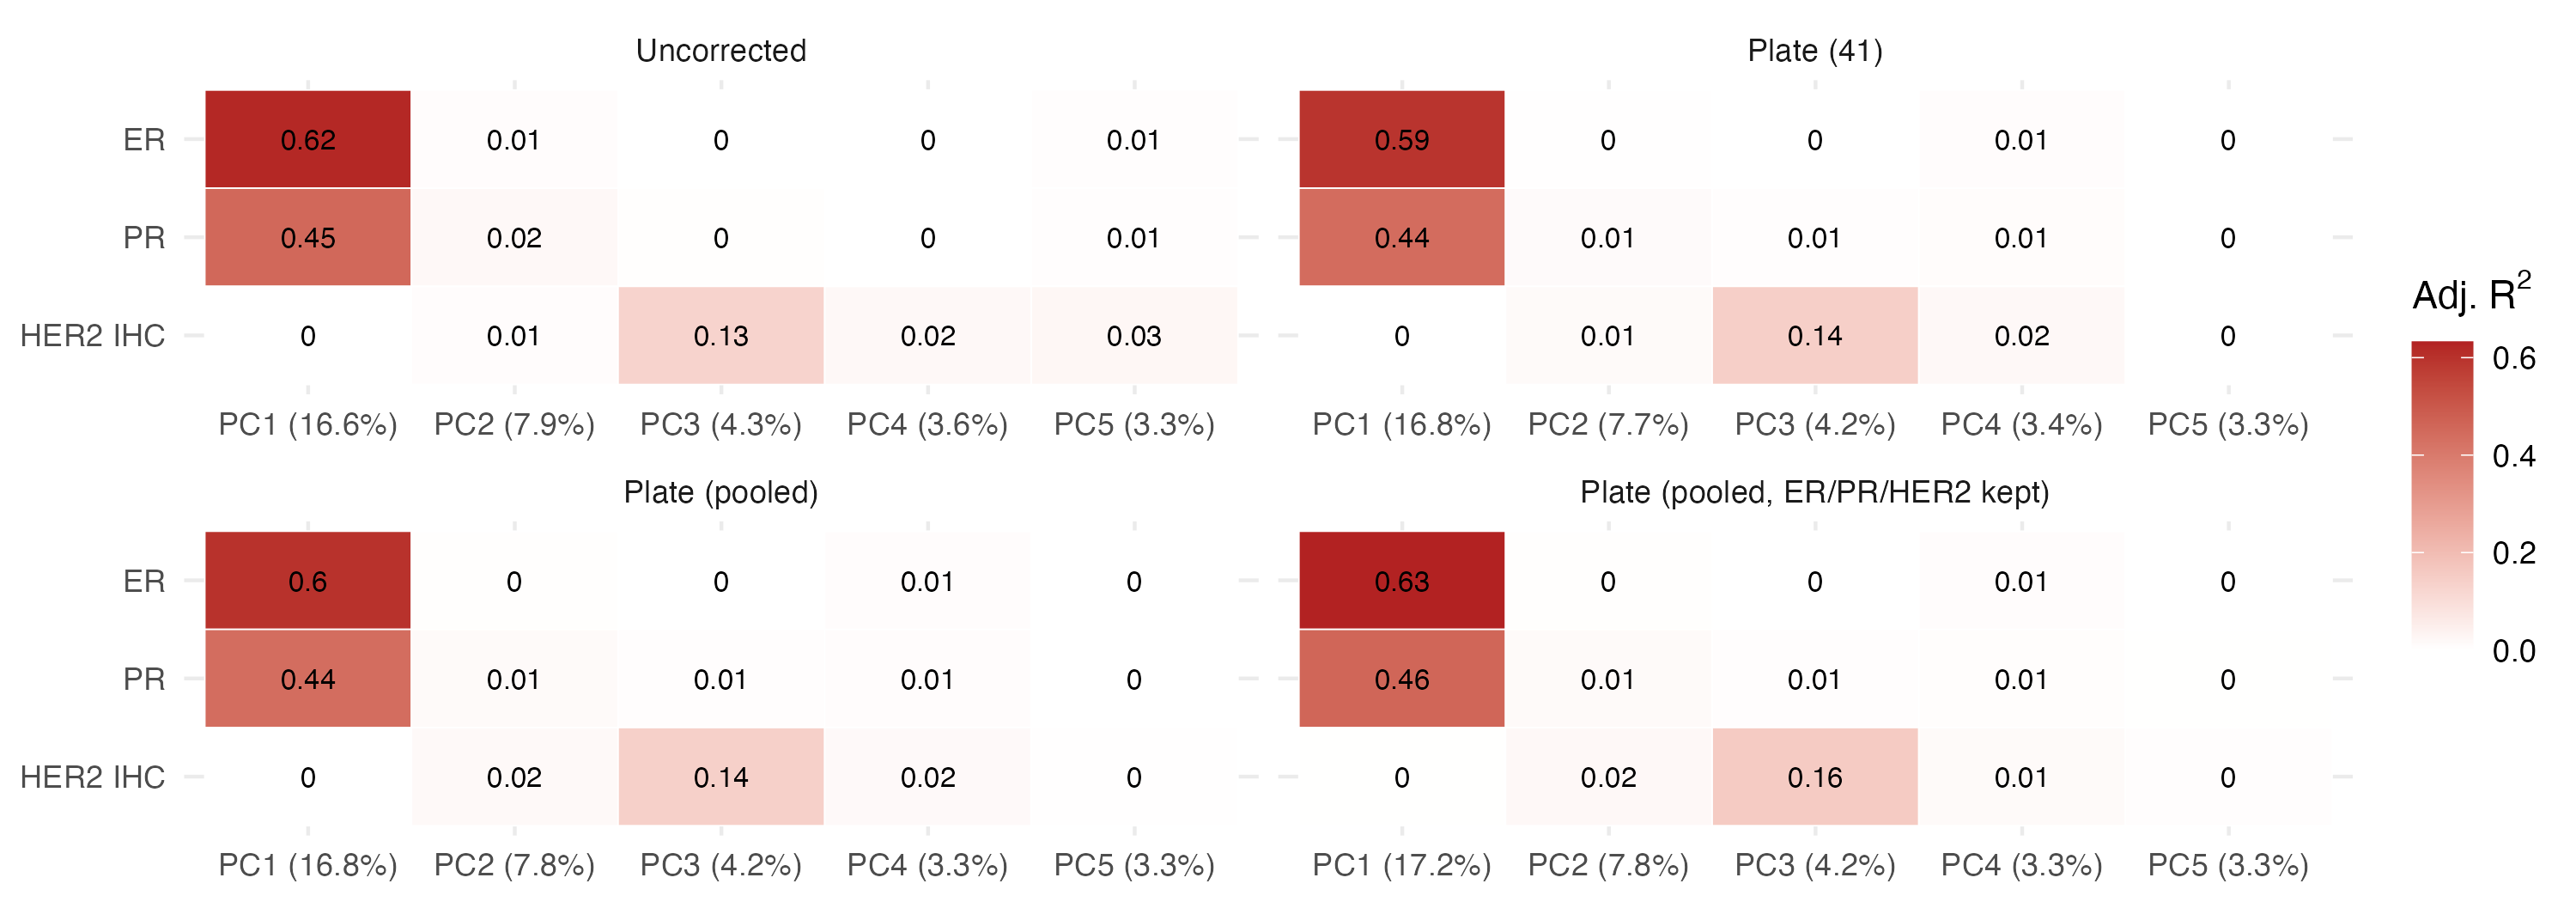 Uncorrected
ER 0.62 0.01 0 0 0.01
PR 0.45 0.02 0 0 0.01
HER2 IHC 0 0.01 0.13 0.02 0.03
PC1 (16.6%) PC2 (7.9%) PC3 (4.3%) PC4 (3.6%) PC5 (3.3%)
Plate (41)
0.59 0 0 0.01 0
0.44 0.01 0.01 0.01 0
0 0.01 0.14 0.02 0
PC1 (16.8%) PC2 (7.7%) PC3 (4.2%) PC4 (3.4%) PC5 (3.3%)
Plate (pooled)
ER 0.6 0 0 0.01 0
PR 0.44 0.01 0.01 0.01 0
HER2 IHC 0 0.02 0.14 0.02 0
PC1 (16.8%) PC2 (7.8%) PC3 (4.2%) PC4 (3.3%) PC5 (3.3%)
Plate (pooled, ER/PR/HER2 kept)
0.63 0 0 0.01 0
0.46 0.01 0.01 0.01 0
0 0.02 0.16 0.01 0
PC1 (17.2%) PC2 (7.8%) PC3 (4.2%) PC4 (3.3%) PC5 (3.3%)
Adj. R²
0.6
0.4
0.2
0.0